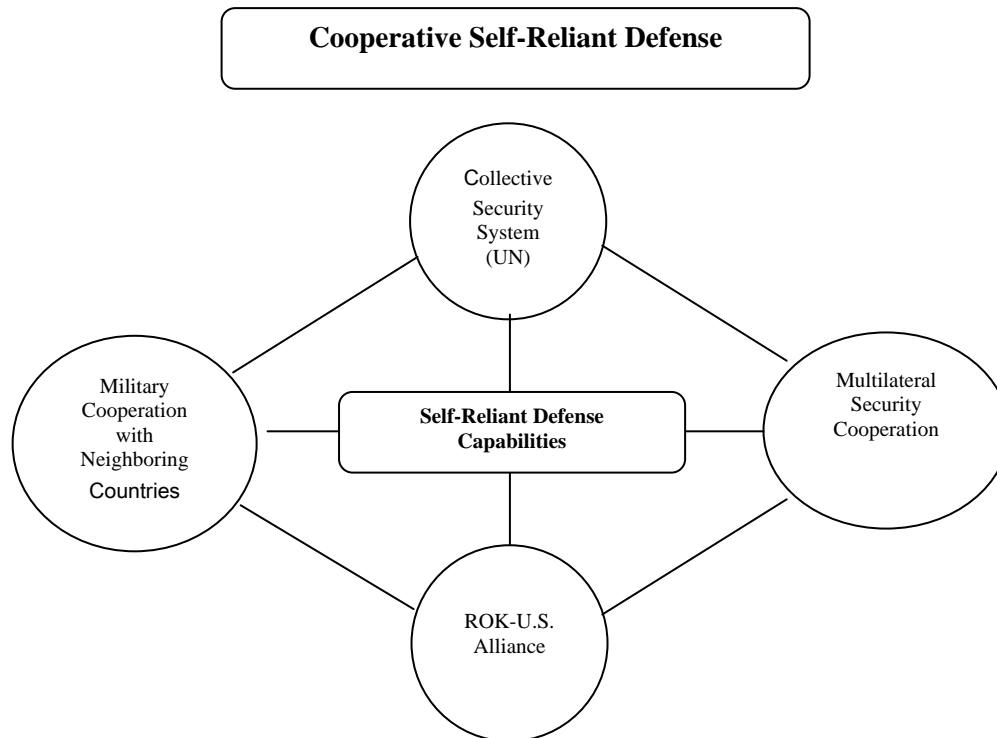 Cooperative Self-Reliant Defense
Collective
Security
System
(UN)
Military
Cooperation
with
Neighboring
Countries
Self-Reliant Defense
Capabilities
Multilateral
Security
Cooperation
ROK-U.S.
Alliance